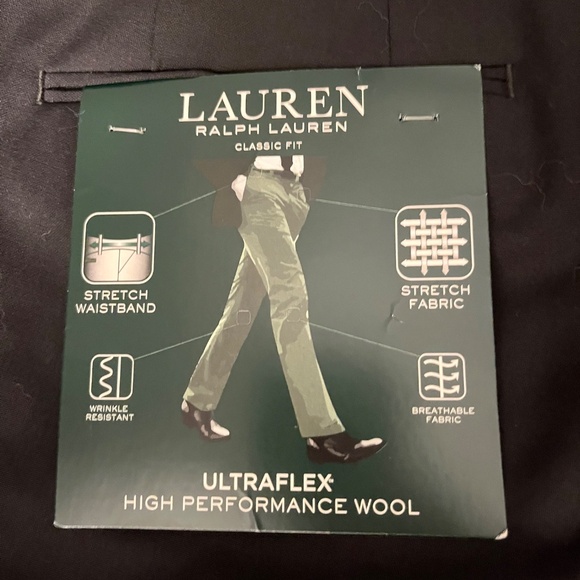 LAUREN
RALPH LAUREN
CLASSIC FIT
STRETCH
WAISTBAND
STRETCH
FABRIC
WRINKLE
RESISTANT
BREATHABLE
FABRIC
ULTRAFLEX
HIGH PERFORMANCE WOOL